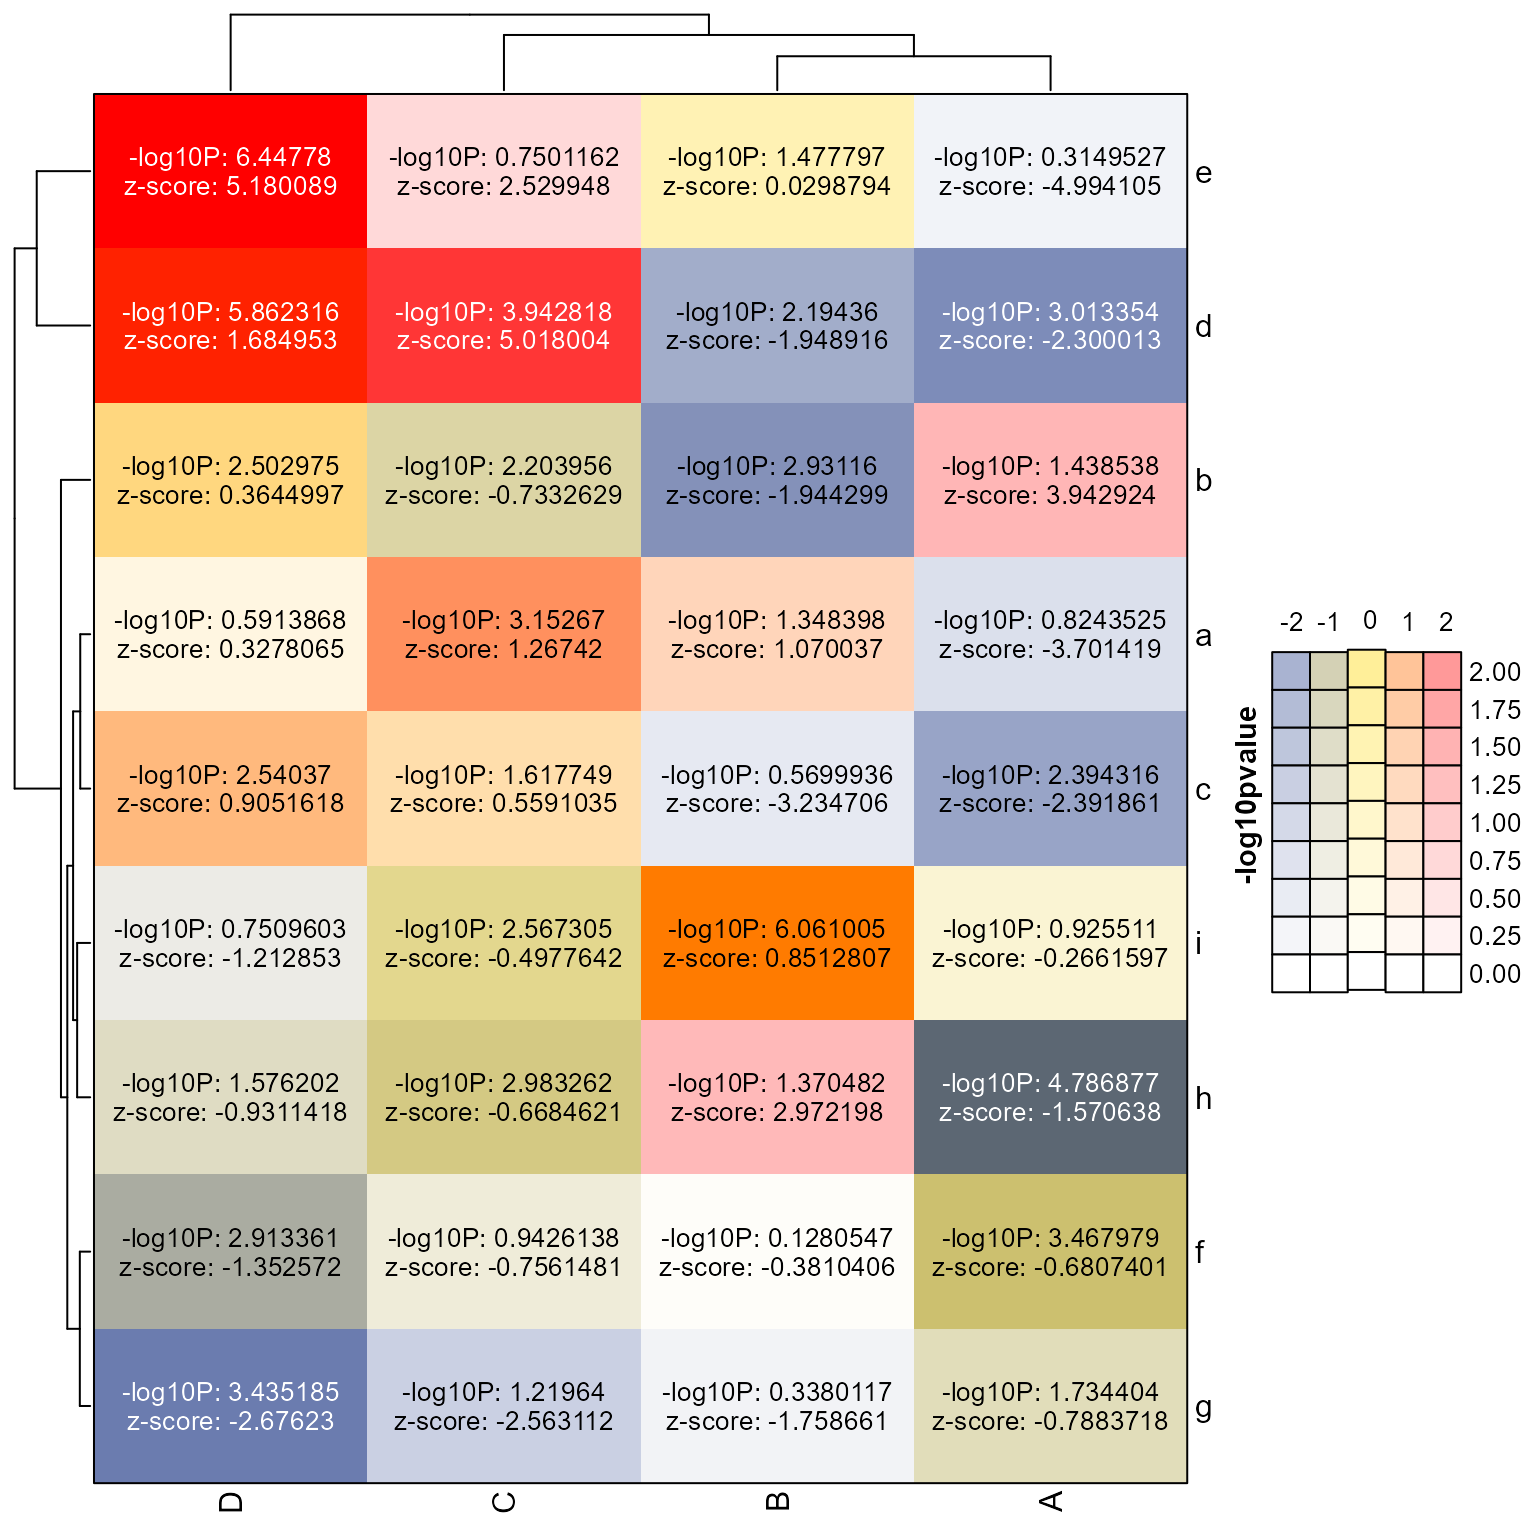 -log10P: 6.44778
z-score: 5.180089
-log10P: 0.7501162
z-score: 2.529948
-log10P: 1.477797
z-score: 0.0298794
-log10P: 0.3149527
z-score: -4.994105
e
-log10P: 5.862316
z-score: 1.684953
-log10P: 3.942818
z-score: 5.018004
-log10P: 2.19436
z-score: -1.948916
-log10P: 3.013354
z-score: -2.300013
d
-log10P: 2.502975
z-score: 0.3644997
-log10P: 2.203956
z-score: -0.7332629
-log10P: 2.93116
z-score: -1.944299
-log10P: 1.438538
z-score: 3.942924
b
-log10P: 0.5913868
z-score: 0.3278065
-log10P: 3.15267
z-score: 1.26742
-log10P: 1.348398
z-score: 1.070037
-log10P: 0.8243525
z-score: -3.701419
a
-log10P: 2.54037
z-score: 0.9051618
-log10P: 1.617749
z-score: 0.5591035
-log10P: 0.5699936
z-score: -3.234706
-log10P: 2.394316
z-score: -2.391861
c
-log10P: 0.7509603
z-score: -1.212853
-log10P: 2.567305
z-score: -0.4977642
-log10P: 6.061005
z-score: 0.8512807
-log10P: 0.925511
z-score: -0.2661597
i
-log10P: 1.576202
z-score: -0.9311418
-log10P: 2.983262
z-score: -0.6684621
-log10P: 1.370482
z-score: 2.972198
-log10P: 4.786877
z-score: -1.570638
h
-log10P: 2.913361
z-score: -1.352572
-log10P: 0.9426138
z-score: -0.7561481
-log10P: 0.1280547
z-score: -0.3810406
-log10P: 3.467979
z-score: -0.6807401
f
-log10P: 3.435185
z-score: -2.67623
-log10P: 1.21964
z-score: -2.563112
-log10P: 0.3380117
z-score: -1.758661
-log10P: 1.734404
z-score: -0.7883718
g
D C B A
-2 -1 0 1 2
-log10pvalue
2.00
1.75
1.50
1.25
1.00
0.75
0.50
0.25
0.00